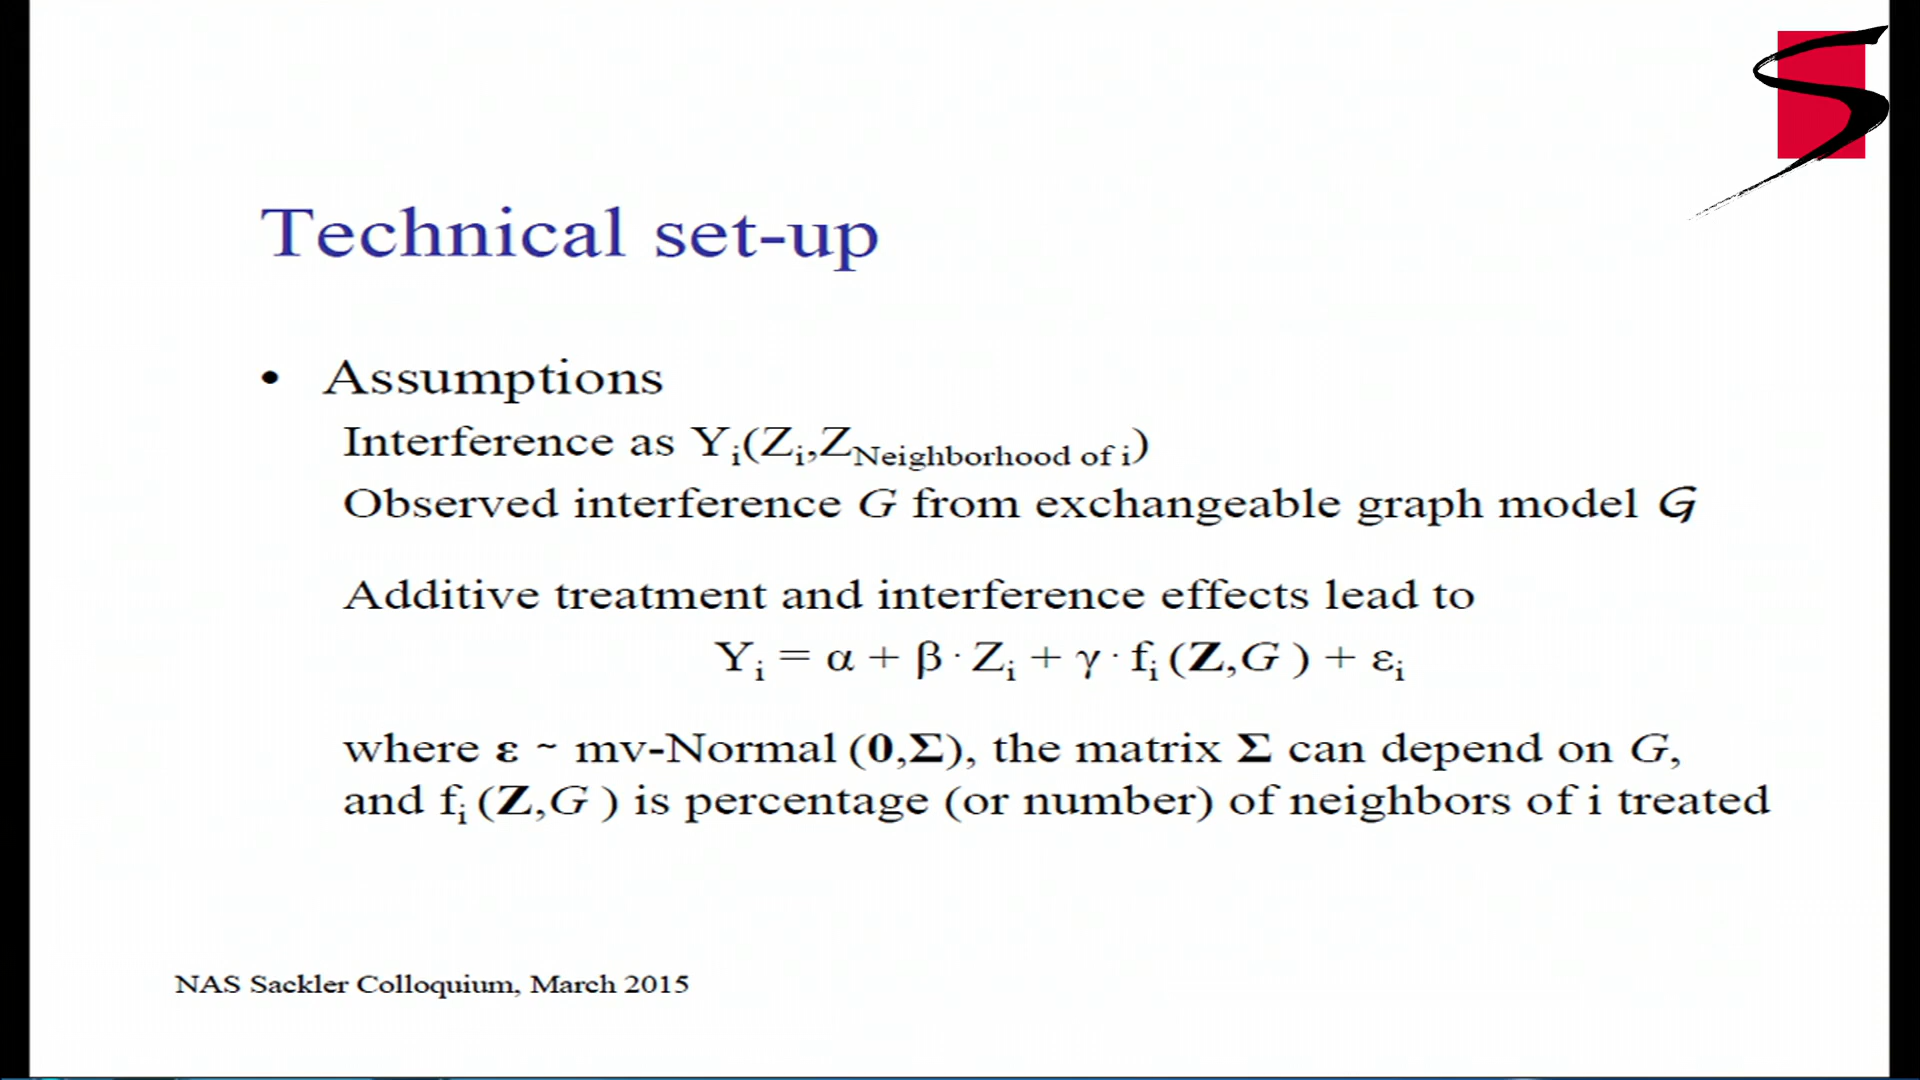 Technical set-up
• Assumptions
Interference as Yᵢ(Zᵢ,Z_Neighborhood of i)
Observed interference G from exchangeable graph model 𝒢
Additive treatment and interference effects lead to
Yᵢ = α + β · Zᵢ + γ · fᵢ (𝐙,G ) + εᵢ
where 𝛆 ~ mv-Normal (𝟎,𝚺), the matrix 𝚺 can depend on G,
and fᵢ (𝐙,G ) is percentage (or number) of neighbors of i treated
NAS Sackler Colloquium, March 2015